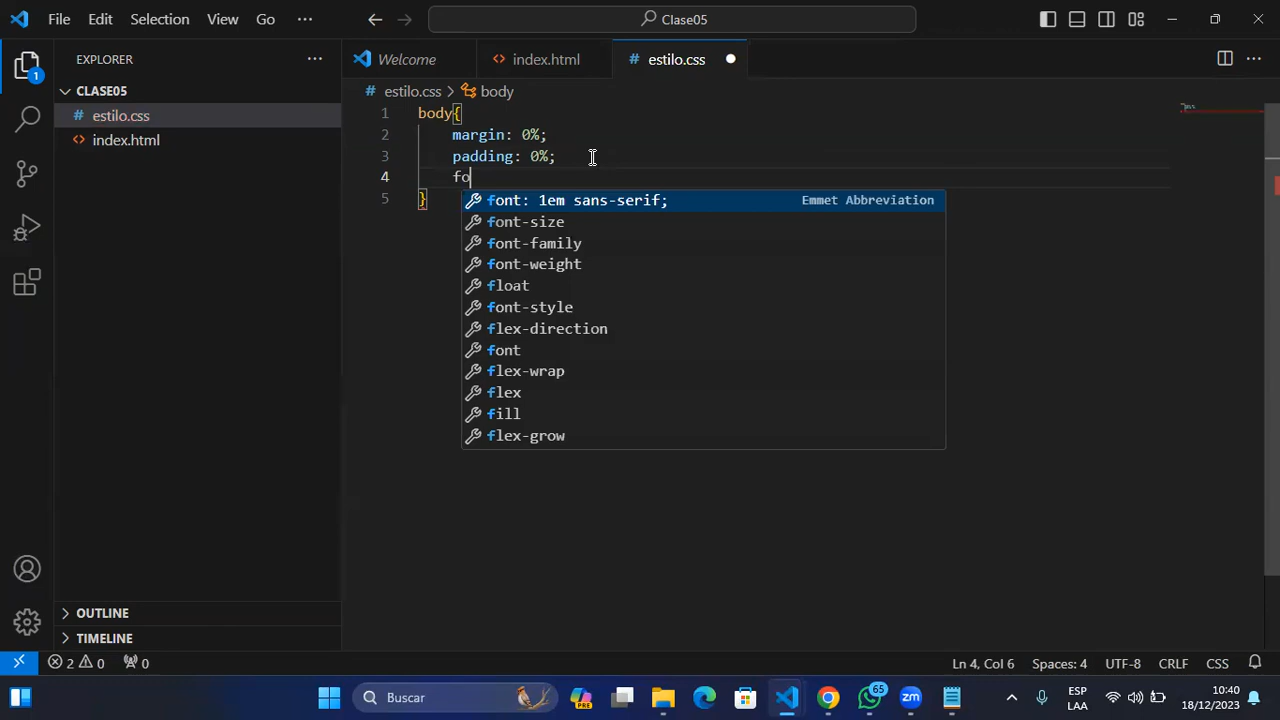 File Edit Selection View Go ··· Clase05
EXPLORER ···
Welcome index.html estilo.css
1
CLASE05
estilo.css > body
estilo.css
index.html
1 body{
2 margin: 0%;
3 padding: 0%;
4 fo
5 }
font: 1em sans-serif; Emmet Abbreviation
font-size
font-family
font-weight
float
font-style
flex-direction
font
flex-wrap
flex
fill
flex-grow
OUTLINE
TIMELINE
2 0 0 Ln 4, Col 6 Spaces: 4 UTF-8 CRLF CSS
Buscar PRE 65 zm ESP LAA 10:40 18/12/2023